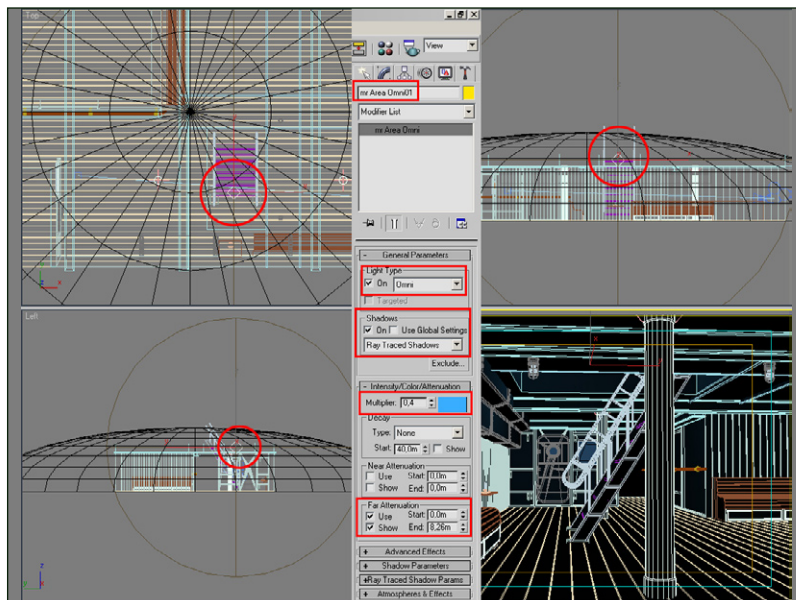 Top
View
mr Area Omni01
Modifier List
mr Area Omni
- General Parameters
Light Type
On Omni
Targeted
Shadows
On Use Global Settings
Ray Traced Shadows
Exclude...
- Intensity/Color/Attenuation
Multiplier: 0,4
Decay
Type: None
Start: 40,0m Show
Near Attenuation
Use Start: 0,0m
Show End: 0,0m
Far Attenuation
Use Start: 0,0m
Show End: 8,26m
+ Advanced Effects
+ Shadow Parameters
+Ray Traced Shadow Params
+ Atmospheres & Effects
Left
z
x
x
z